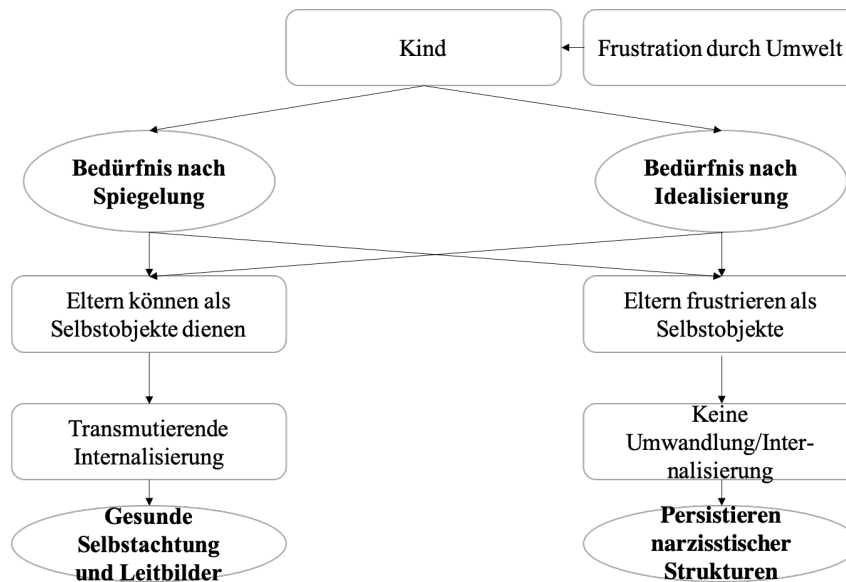 Kind
Frustration durch Umwelt
Bedürfnis nach
Spiegelung
Bedürfnis nach
Idealisierung
Eltern können als
Selbstobjekte dienen
Eltern frustrieren als
Selbstobjekte
Transmutierende
Internalisierung
Keine
Umwandlung/Inter-
nalisierung
Gesunde
Selbstachtung
und Leitbilder
Persistieren
narzisstischer
Strukturen